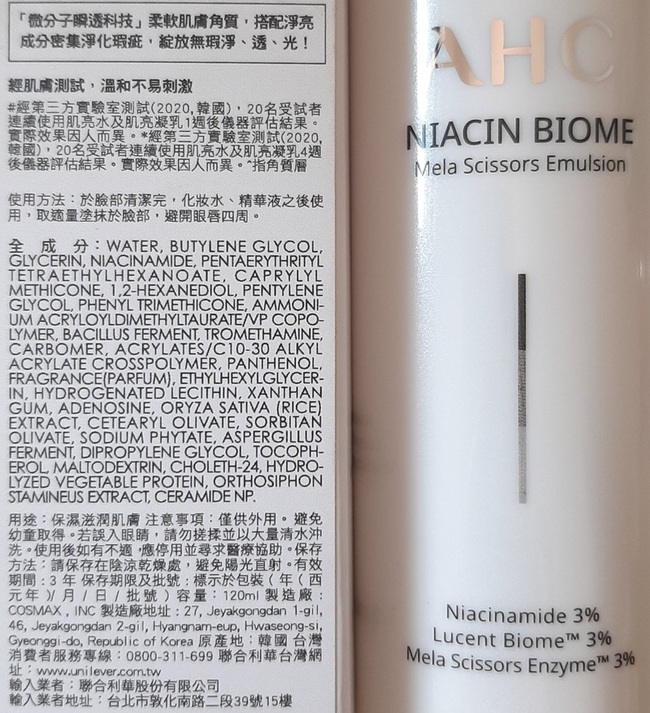 「微分子瞬透科技」柔軟肌膚角質，搭配淨亮
成分密集淨化瑕疵，綻放無瑕淨、透、光！
經肌膚測試，溫和不易刺激
#經第三方實驗室測試(2020,韓國)，20名受試者
連續使用肌亮水及肌亮凝乳1週後儀器評估結果。
實際效果因人而異。*經第三方實驗室測試(2020,
韓國)，20名受試者連續使用肌亮水及肌亮凝乳4週
後儀器評估結果。實際效果因人而異。^指角質層
使用方法：於臉部清潔完，化妝水、精華液之後使
用，取適量塗抹於臉部，避開眼唇四周。
全 成 分：WATER, BUTYLENE GLYCOL,
GLYCERIN, NIACINAMIDE, PENTAERYTHRITYL
TETRAETHYLHEXANOATE, CAPRYLYL
METHICONE, 1,2-HEXANEDIOL, PENTYLENE
GLYCOL, PHENYL TRIMETHICONE, AMMONI-
UM ACRYLOYLDIMETHYLTAURATE/VP COPO-
LYMER, BACILLUS FERMENT, TROMETHAMINE,
CARBOMER, ACRYLATES/C10-30 ALKYL
ACRYLATE CROSSPOLYMER, PANTHENOL,
FRAGRANCE(PARFUM), ETHYLHEXYLGLYCER-
IN, HYDROGENATED LECITHIN, XANTHAN
GUM, ADENOSINE, ORYZA SATIVA (RICE)
EXTRACT, CETEARYL OLIVATE, SORBITAN
OLIVATE, SODIUM PHYTATE, ASPERGILLUS
FERMENT, DIPROPYLENE GLYCOL, TOCOPH-
EROL, MALTODEXTRIN, CHOLETH-24, HYDRO-
LYZED VEGETABLE PROTEIN, ORTHOSIPHON
STAMINEUS EXTRACT, CERAMIDE NP.
用途：保濕滋潤肌膚 注意事項：僅供外用。避免
幼童取得。若誤入眼睛，請勿搓揉並以大量清水沖
洗。使用後如有不適，應停用並尋求醫療協助。保存
方法：請保存在陰涼乾燥處，避免陽光直射。有效
期間：3 年 保存期限及批號：標示於包裝（年（西
元年）/月/日/批號）容量：120ml 製造廠：
COSMAX , INC 製造廠地址：27, Jeyakgongdan 1-gil,
46, Jeyakgongdan 2-gil, Hyangnam-eup, Hwaseong-si,
Gyeonggi-do, Republic of Korea 原產地：韓國 台灣
消費者服務專線：0800-311-699 聯合利華台灣網
址：www.unilever.com.tw
輸入業者：聯合利華股份有限公司
輸入業者地址：台北市敦化南路二段39號15樓
AHC
NIACIN BIOME
Mela Scissors Emulsion
Niacinamide 3%
Lucent Biome™ 3%
Mela Scissors Enzyme™ 3%